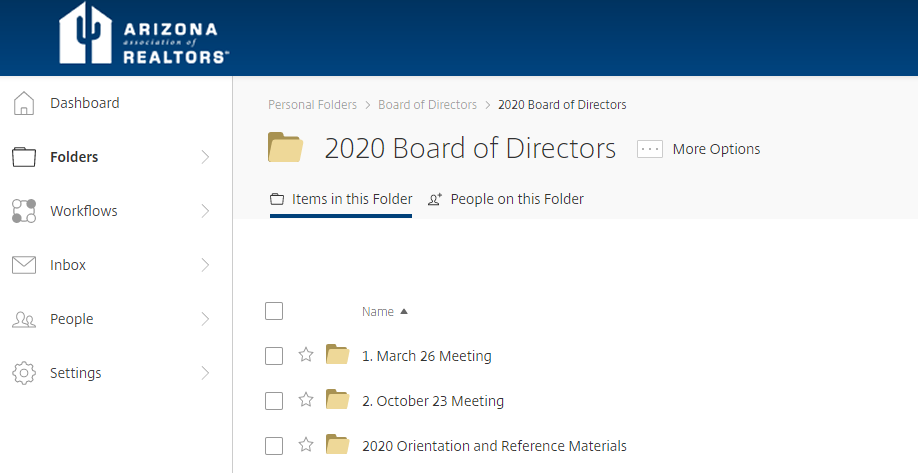 ARIZONA
association of
REALTORS
Dashboard
Folders
Workflows
Inbox
People
Settings
Personal Folders > Board of Directors > 2020 Board of Directors
2020 Board of Directors ··· More Options
Items in this Folder People on this Folder
Name ▲
1. March 26 Meeting
2. October 23 Meeting
2020 Orientation and Reference Materials